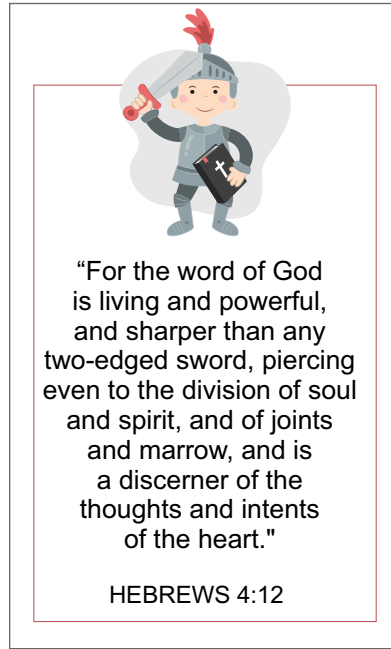 “For the word of God
is living and powerful,
and sharper than any
two-edged sword, piercing
even to the division of soul
and spirit, and of joints
and marrow, and is
a discerner of the
thoughts and intents
of the heart."
HEBREWS 4:12